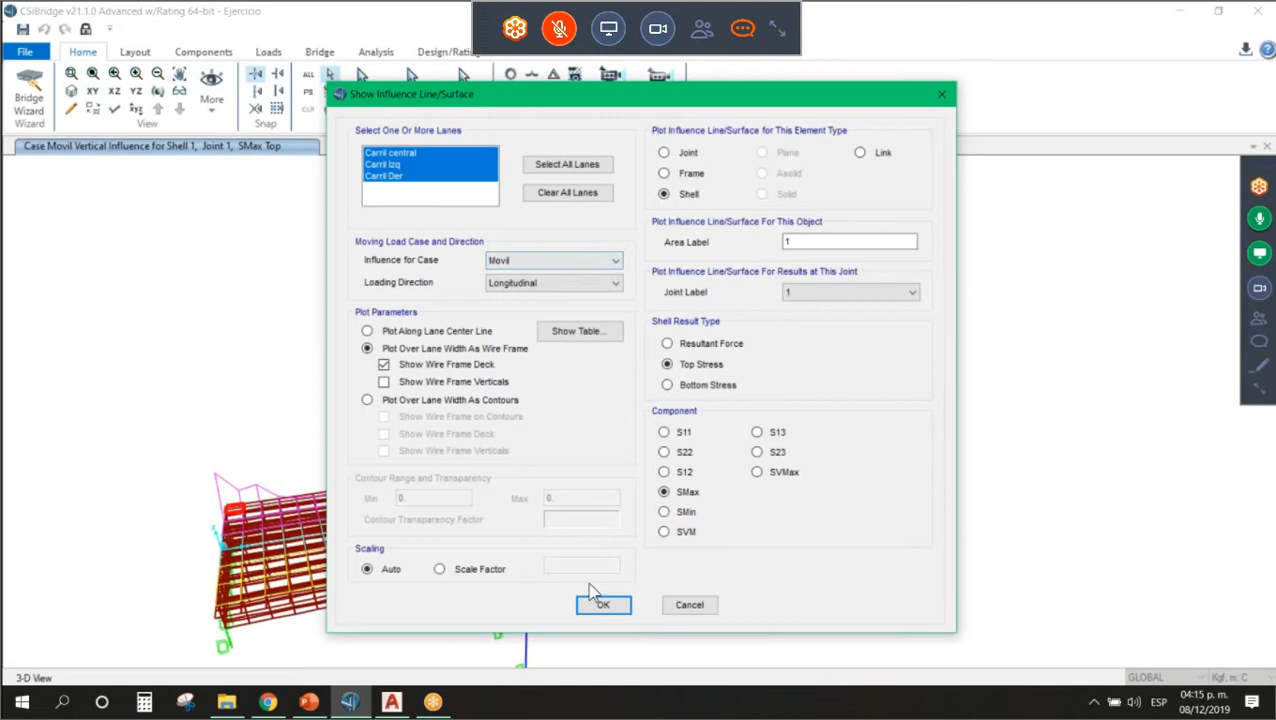 CSiBridge v21.1.0 Advanced w/Rating 64-bit - Ejercicio
File
Home
Layout
Components
Loads
Bridge
Analysis
Design/Rating
Bridge
Wizard
Wizard
XY
XZ
YZ
More
View
Snap
ALL
PS
CLR
Case Movil Vertical Influence for Shell 1, Joint 1, SMax Top
Show Influence Line/Surface
Select One Or More Lanes
Carril central
Carril Izq
Carril Der
Select All Lanes
Clear All Lanes
Moving Load Case and Direction
Influence for Case
Movil
Loading Direction
Longitudinal
Plot Parameters
Plot Along Lane Center Line
Show Table...
Plot Over Lane Width As Wire Frame
Show Wire Frame Deck
Show Wire Frame Verticals
Plot Over Lane Width As Contours
Show Wire Frame on Contours
Show Wire Frame Deck
Show Wire Frame Verticals
Contour Range and Transparency
Min
0.
Max
0.
Contour Transparency Factor
Scaling
Auto
Scale Factor
Plot Influence Line/Surface for This Element Type
Joint
Plane
Link
Frame
Asolid
Shell
Solid
Plot Influence Line/Surface For This Object
Area Label
1
Plot Influence Line/Surface For Results at This Joint
Joint Label
1
Shell Result Type
Resultant Force
Top Stress
Bottom Stress
Component
S11
S13
S22
S23
S12
SVMax
SMax
SMin
SVM
OK
Cancel
3-D View
GLOBAL
Kgf, m, C
ESP
04:15 p. m.
08/12/2019